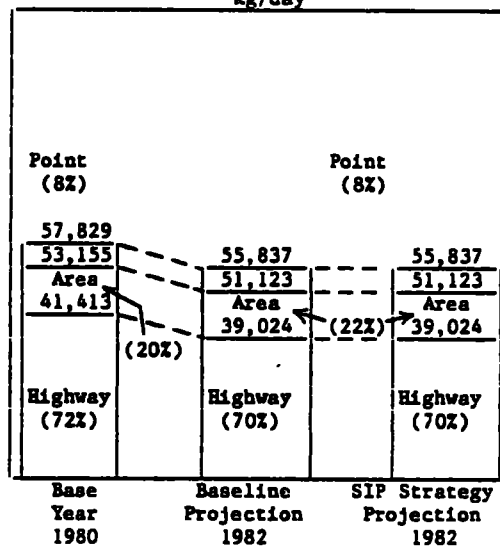 kg/day
Point Point
(8%) (8%)
57,829
53,155 55,837 55,837
Area 51,123 51,123
41,413 Area Area
39,024 (22%) 39,024
(20%)
Highway Highway Highway
(72%) (70%) (70%)
Base Baseline SIP Strategy
Year Projection Projection
1980 1982 1982